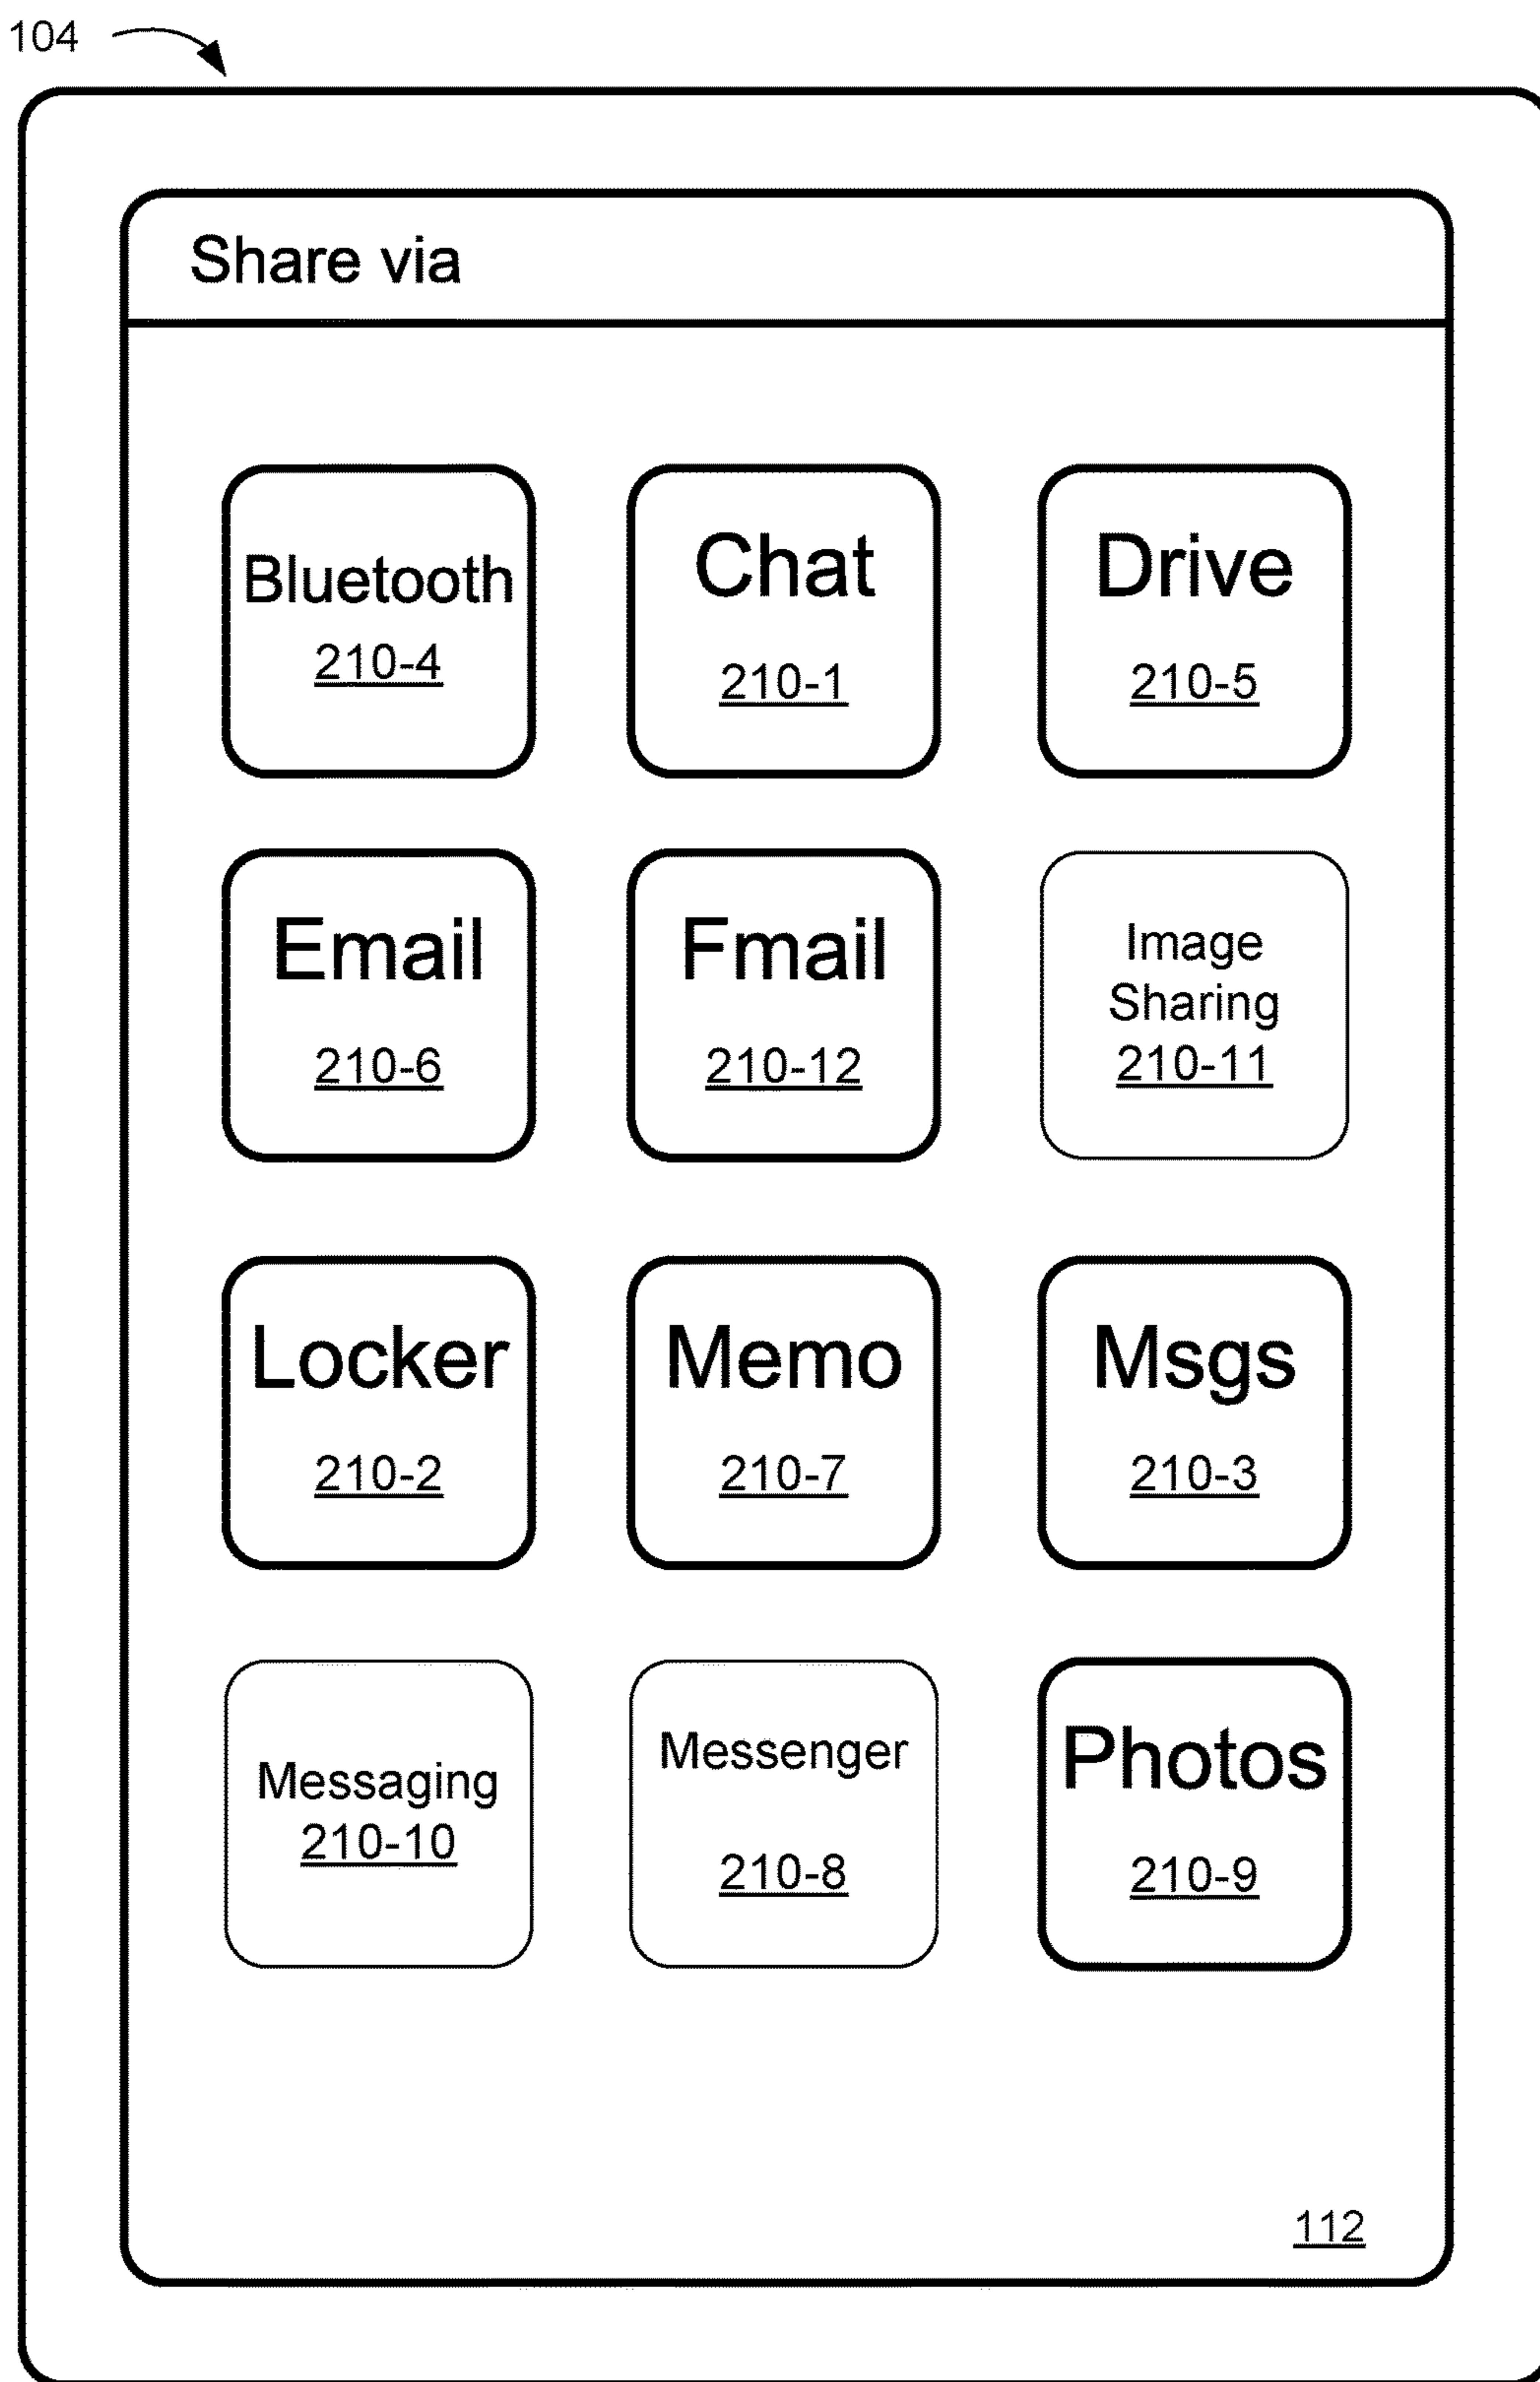 104
Share via
Bluetooth
210-4
Chat
210-1
Drive
210-5
Email
210-6
Fmail
210-12
Image
Sharing
210-11
Locker
210-2
Memo
210-7
Msgs
210-3
Messaging
210-10
Messenger
210-8
Photos
210-9
112